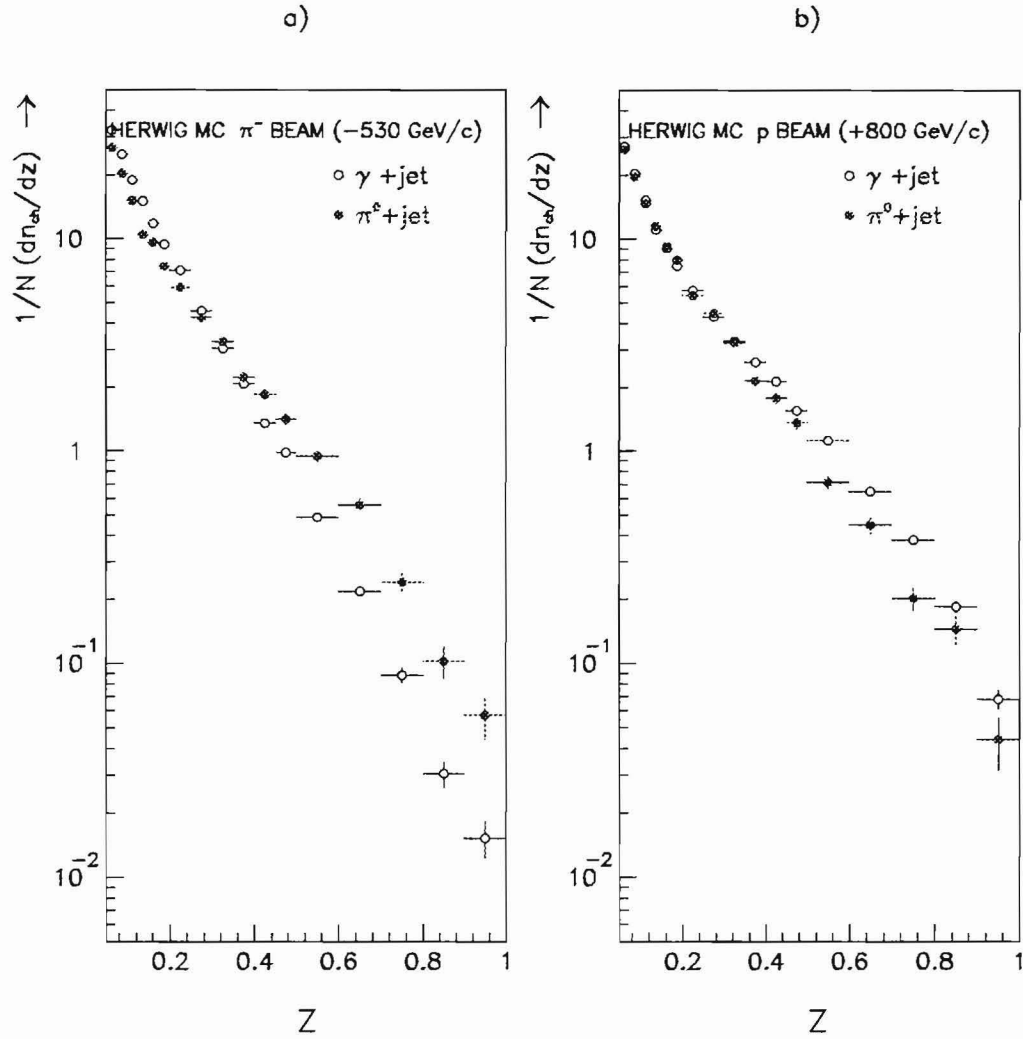 a)
1/N (dn_ch/dz) →
HERWIG MC π⁻ BEAM (−530 GeV/c)
○ γ +jet
✱ π⁰+jet
10
1
10⁻¹
10⁻²
0.2 0.4 0.6 0.8 1
Z
b)
1/N (dn_ch/dz) →
HERWIG MC p BEAM (+800 GeV/c)
○ γ +jet
✱ π⁰+jet
10
1
10⁻¹
10⁻²
0.2 0.4 0.6 0.8 1
Z